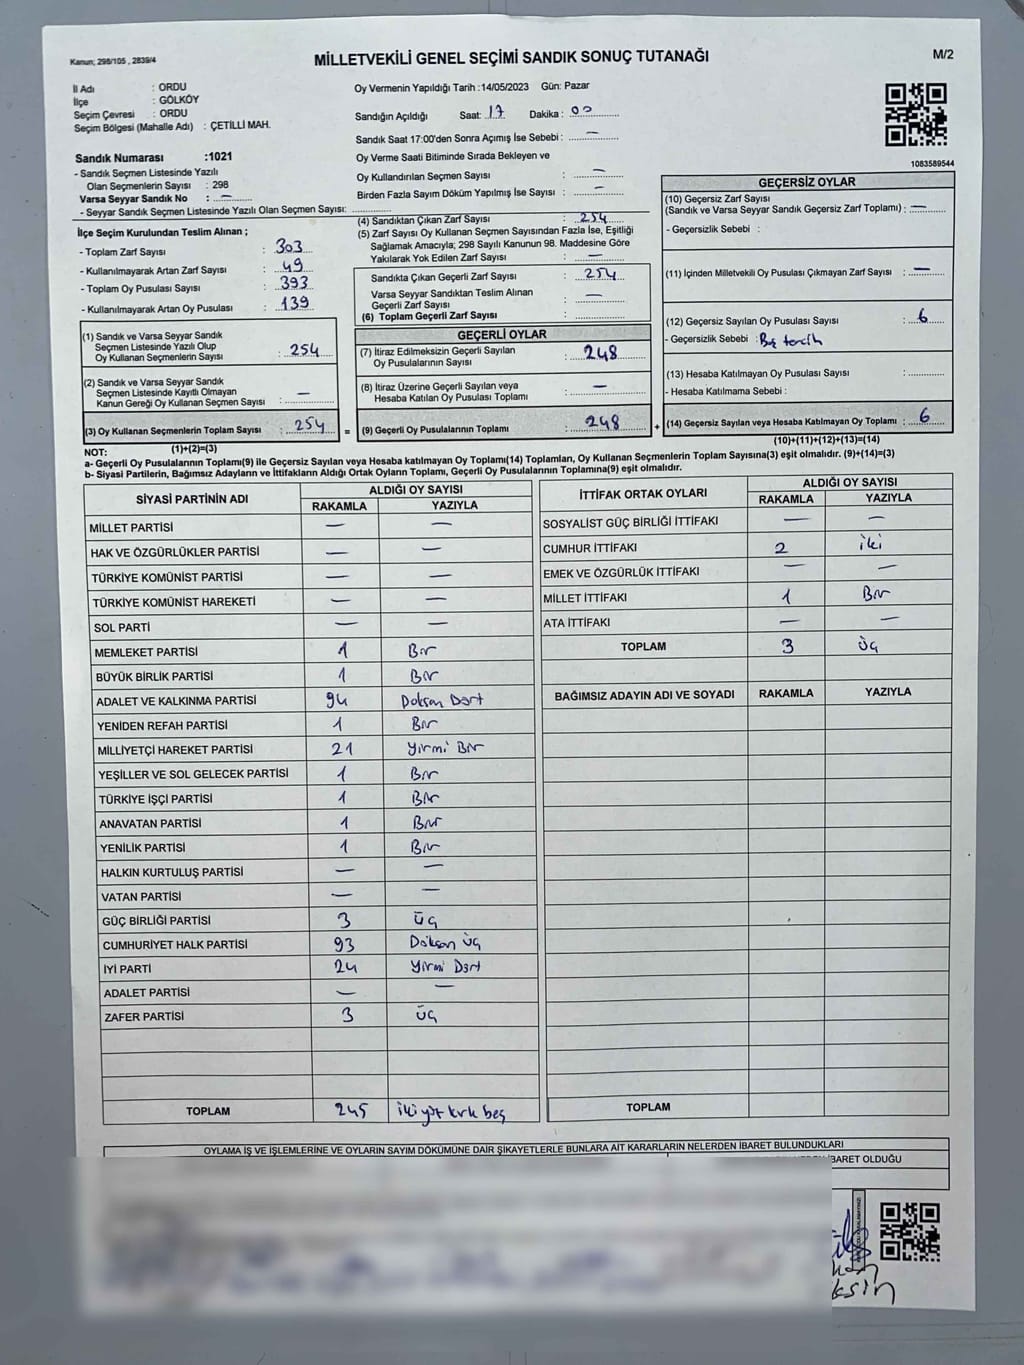 Kanun; 298/105 , 2839/4
MİLLETVEKİLİ GENEL SEÇİMİ SANDIK SONUÇ TUTANAĞI
M/2
İl Adı : ORDU
İlçe : GÖLKÖY
Seçim Çevresi : ORDU
Seçim Bölgesi (Mahalle Adı) : ÇETİLLİ MAH.
Sandık Numarası :1021
- Sandık Seçmen Listesinde Yazılı
Olan Seçmenlerin Sayısı : 298
Varsa Seyyar Sandık No : —
- Seyyar Sandık Seçmen Listesinde Yazılı Olan Seçmen Sayısı:
Oy Vermenin Yapıldığı Tarih :14/05/2023 Gün: Pazar
Sandığın Açıldığı Saat: 17 Dakika : 00
Sandık Saat 17:00'den Sonra Açımış İse Sebebi : —
Oy Verme Saati Bitiminde Sırada Bekleyen ve
Oy Kullandırılan Seçmen Sayısı : —
Birden Fazla Sayım Döküm Yapılmış İse Sayısı : —
1083589544
İlçe Seçim Kurulundan Teslim Alınan ;
- Toplam Zarf Sayısı : 303
- Kullanılmayarak Artan Zarf Sayısı : 49
- Toplam Oy Pusulası Sayısı : 393
- Kullanılmayarak Artan Oy Pusulası : 139
(1) Sandık ve Varsa Seyyar Sandık
Seçmen Listesinde Yazılı Olup
Oy Kullanan Seçmenlerin Sayısı : 254
(2) Sandık ve Varsa Seyyar Sandık
Seçmen Listesinde Kayıtlı Olmayan
Kanun Gereği Oy Kullanan Seçmen Sayısı : —
(3) Oy Kullanan Seçmenlerin Toplam Sayısı : 254
(1)+(2)=(3)
(4) Sandıktan Çıkan Zarf Sayısı : 254
(5) Zarf Sayısı Oy Kullanan Seçmen Sayısından Fazla İse, Eşitliği
Sağlamak Amacıyla; 298 Sayılı Kanunun 98. Maddesine Göre
Yakılarak Yok Edilen Zarf Sayısı : —
Sandıkta Çıkan Geçerli Zarf Sayısı : 254
Varsa Seyyar Sandıktan Teslim Alınan
Geçerli Zarf Sayısı : —
(6) Toplam Geçerli Zarf Sayısı :
GEÇERLİ OYLAR
(7) İtiraz Edilmeksizin Geçerli Sayılan
Oy Pusulalarının Sayısı : 248
(8) İtiraz Üzerine Geçerli Sayılan veya
Hesaba Katılan Oy Pusulası Toplamı : —
= (9) Geçerli Oy Pusulalarının Toplamı : 248
GEÇERSİZ OYLAR
(10) Geçersiz Zarf Sayısı
(Sandık ve Varsa Seyyar Sandık Geçersiz Zarf Toplamı) : —
- Geçersizlik Sebebi :
(11) İçinden Milletvekili Oy Pusulası Çıkmayan Zarf Sayısı : —
(12) Geçersiz Sayılan Oy Pusulası Sayısı : 6
- Geçersizlik Sebebi : Boş tercih
(13) Hesaba Katılmayan Oy Pusulası Sayısı :
- Hesaba Katılmama Sebebi :
+ (14) Geçersiz Sayılan veya Hesaba Katılmayan Oy Toplamı : 6
(10)+(11)+(12)+(13)=(14)
NOT:
a- Geçerli Oy Pusulalarının Toplamı(9) ile Geçersiz Sayılan veya Hesaba Katılmayan Oy Toplamı(14) Toplamları, Oy Kullanan Seçmenlerin Toplam Sayısına(3) eşit olmalıdır. (9)+(14)=(3)
b- Siyasi Partilerin, Bağımsız Adayların ve İttifakların Aldığı Ortak Oyların Toplamı, Geçerli Oy Pusulalarının Toplamına(9) eşit olmalıdır.
SİYASİ PARTİNİN ADI ALDIĞI OY SAYISI
RAKAMLA YAZIYLA
MİLLET PARTİSİ — —
HAK VE ÖZGÜRLÜKLER PARTİSİ — —
TÜRKİYE KOMÜNİST PARTİSİ — —
TÜRKİYE KOMÜNİST HAREKETİ — —
SOL PARTİ — —
MEMLEKET PARTİSİ 1 Bir
BÜYÜK BİRLİK PARTİSİ 1 Bir
ADALET VE KALKINMA PARTİSİ 94 Doksan Dört
YENİDEN REFAH PARTİSİ 1 Bir
MİLLİYETÇİ HAREKET PARTİSİ 21 Yirmi Bir
YEŞİLLER VE SOL GELECEK PARTİSİ 1 Bir
TÜRKİYE İŞÇİ PARTİSİ 1 Bir
ANAVATAN PARTİSİ 1 Bir
YENİLİK PARTİSİ 1 Bir
HALKIN KURTULUŞ PARTİSİ — —
VATAN PARTİSİ — —
GÜÇ BİRLİĞİ PARTİSİ 3 Üç
CUMHURİYET HALK PARTİSİ 93 Doksan Üç
İYİ PARTİ 24 Yirmi Dört
ADALET PARTİSİ — —
ZAFER PARTİSİ 3 Üç
TOPLAM 245 iki yüz kırk beş
İTTİFAK ORTAK OYLARI ALDIĞI OY SAYISI
RAKAMLA YAZIYLA
SOSYALİST GÜÇ BİRLİĞİ İTTİFAKI — —
CUMHUR İTTİFAKI 2 iki
EMEK VE ÖZGÜRLÜK İTTİFAKI — —
MİLLET İTTİFAKI 1 Bir
ATA İTTİFAKI — —
TOPLAM 3 Üç
BAĞIMSIZ ADAYIN ADI VE SOYADI RAKAMLA YAZIYLA
TOPLAM
OYLAMA İŞ VE İŞLEMLERİNE VE OYLARIN SAYIM DÖKÜMÜNE DAİR ŞİKAYETLERLE BUNLARA AİT KARARLARIN NELERDEN İBARET BULUNDUKLARI
İBARET OLDUĞU